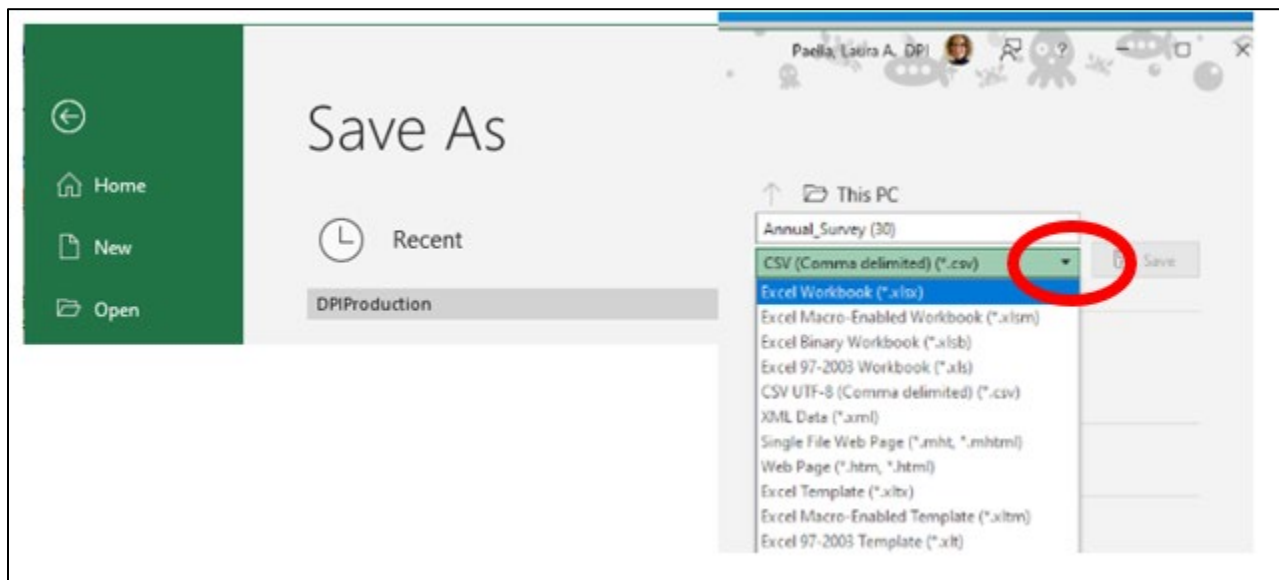 Paella, Laura A. DPI
?
Save As
Home
New
Open
Recent
DPIProduction
This PC
Annual_Survey (30)
CSV (Comma delimited) (*.csv)
Save
Excel Workbook (*.xlsx)
Excel Macro-Enabled Workbook (*.xlsm)
Excel Binary Workbook (*.xlsb)
Excel 97-2003 Workbook (*.xls)
CSV UTF-8 (Comma delimited) (*.csv)
XML Data (*.xml)
Single File Web Page (*.mht, *.mhtml)
Web Page (*.htm, *.html)
Excel Template (*.xltx)
Excel Macro-Enabled Template (*.xltm)
Excel 97-2003 Template (*.xlt)